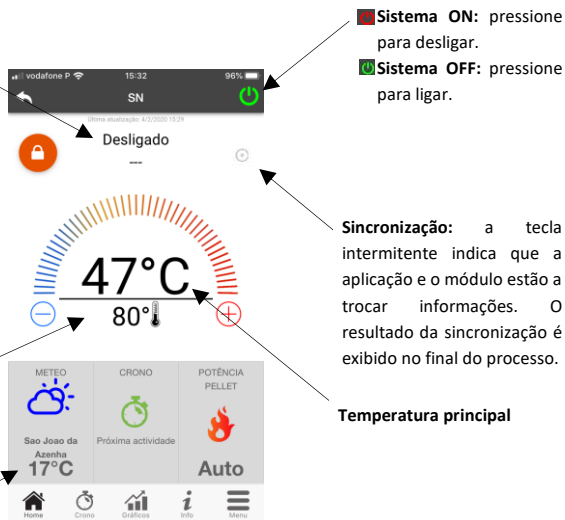 Sistema ON: pressione
para desligar.
Sistema OFF: pressione
para ligar.
vodafone P 15:32 96%
SN
Última atualização: 4/2/2020 15:29
Desligado
---
47°C
80°
Sincronização: a tecla
intermitente indica que a
aplicação e o módulo estão a
trocar informações. O
resultado da sincronização é
exibido no final do processo.
Temperatura principal
METEO
Sao Joao da
Azenha
17°C
CRONO
Próxima actividade
POTÊNCIA
PELLET
Auto
Home Crono Gráficos Info Menu